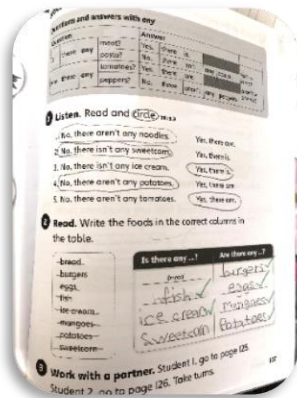 Questions and answers with any
Question
Answer
Is there any meat?
pasta?
Yes, there is.
No, there isn't any
Are there any tomatoes?
peppers?
Yes, there are.
No, there aren't any peppers
1 Listen. Read and circle.
1. No, there aren't any noodles. Yes, there are.
2. No, there isn't any sweetcorn. Yes, there is.
3. No, there isn't any ice cream. Yes, there is.
4. No, there aren't any potatoes. Yes, there are.
5. No, there aren't any tomatoes. Yes, there are.
2 Read. Write the foods in the correct columns in
the table.
bread
burgers
eggs
fish
ice cream
mangoes
potatoes
sweetcorn
Is there any ...? Are there any ...?
bread burgers
fish eggs
ice cream mangoes
sweetcorn Potatoes
3 Work with a partner. Student 1, go to page 125.
Student 2, go to page 126. Take turns.
107